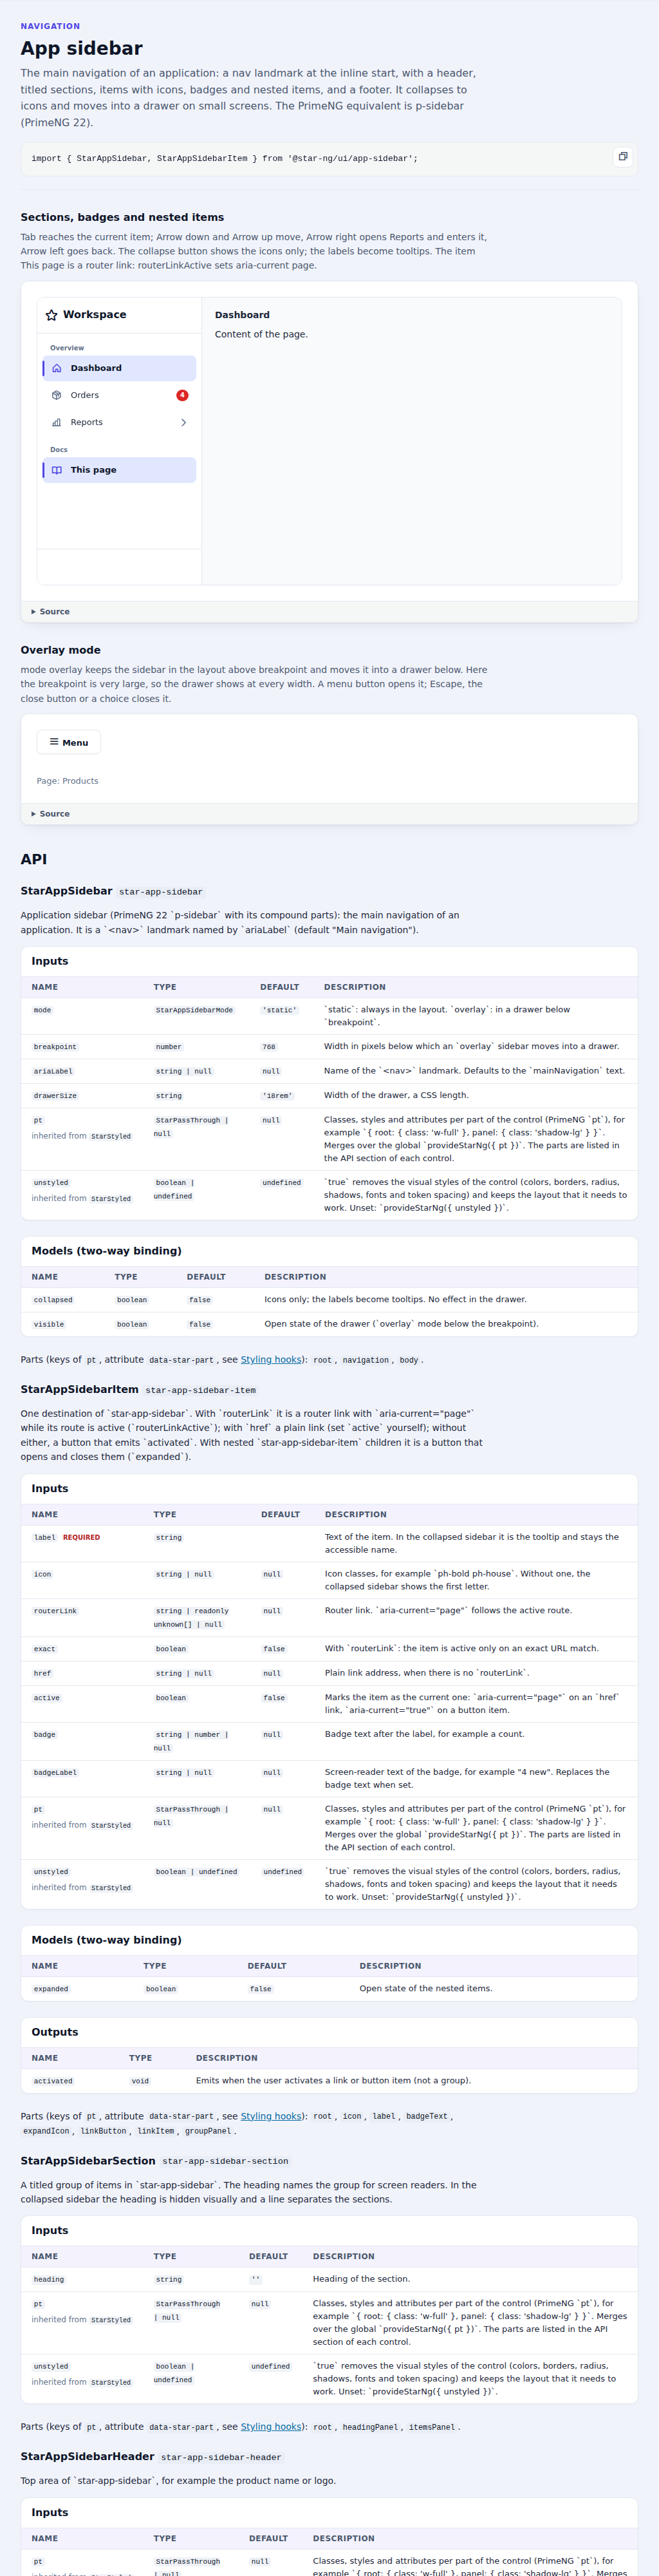 NAVIGATION
App sidebar
The main navigation of an application: a nav landmark at the inline start, with a header,
titled sections, items with icons, badges and nested items, and a footer. It collapses to
icons and moves into a drawer on small screens. The PrimeNG equivalent is p-sidebar
(PrimeNG 22).
import { StarAppSidebar, StarAppSidebarItem } from '@star-ng/ui/app-sidebar';
Sections, badges and nested items
Tab reaches the current item; Arrow down and Arrow up move, Arrow right opens Reports and enters it,
Arrow left goes back. The collapse button shows the icons only; the labels become tooltips. The item
This page is a router link: routerLinkActive sets aria-current page.
Workspace
Dashboard
Content of the page.
Overview
Dashboard
Orders 4
Reports
Docs
This page
Source
Overlay mode
mode overlay keeps the sidebar in the layout above breakpoint and moves it into a drawer below. Here
the breakpoint is very large, so the drawer shows at every width. A menu button opens it; Escape, the
close button or a choice closes it.
Menu
Page: Products
Source
API
StarAppSidebar star-app-sidebar
Application sidebar (PrimeNG 22 `p-sidebar` with its compound parts): the main navigation of an
application. It is a `<nav>` landmark named by `ariaLabel` (default "Main navigation").
Inputs
NAME TYPE DEFAULT DESCRIPTION
mode StarAppSidebarMode 'static' `static`: always in the layout. `overlay`: in a drawer below
`breakpoint`.
breakpoint number 768 Width in pixels below which an `overlay` sidebar moves into a drawer.
ariaLabel string | null null Name of the `<nav>` landmark. Defaults to the `mainNavigation` text.
drawerSize string '18rem' Width of the drawer, a CSS length.
pt StarPassThrough | null Classes, styles and attributes per part of the control (PrimeNG `pt`), for
inherited from StarStyled null example `{ root: { class: 'w-full' }, panel: { class: 'shadow-lg' } }`.
Merges over the global `provideStarNg({ pt })`. The parts are listed in
the API section of each control.
unstyled boolean | undefined `true` removes the visual styles of the control (colors, borders, radius,
inherited from StarStyled undefined shadows, fonts and token spacing) and keeps the layout that it needs to
work. Unset: `provideStarNg({ unstyled })`.
Models (two-way binding)
NAME TYPE DEFAULT DESCRIPTION
collapsed boolean false Icons only; the labels become tooltips. No effect in the drawer.
visible boolean false Open state of the drawer (`overlay` mode below the breakpoint).
Parts (keys of pt, attribute data-star-part, see Styling hooks): root, navigation, body.
StarAppSidebarItem star-app-sidebar-item
One destination of `star-app-sidebar`. With `routerLink` it is a router link with `aria-current="page"`
while its route is active (`routerLinkActive`); with `href` a plain link (set `active` yourself); without
either, a button that emits `activated`. With nested `star-app-sidebar-item` children it is a button that
opens and closes them (`expanded`).
Inputs
NAME TYPE DEFAULT DESCRIPTION
label REQUIRED string Text of the item. In the collapsed sidebar it is the tooltip and stays the
accessible name.
icon string | null null Icon classes, for example `ph-bold ph-house`. Without one, the
collapsed sidebar shows the first letter.
routerLink string | readonly null Router link. `aria-current="page"` follows the active route.
unknown[] | null
exact boolean false With `routerLink`: the item is active only on an exact URL match.
href string | null null Plain link address, when there is no `routerLink`.
active boolean false Marks the item as the current one: `aria-current="page"` on an `href`
link, `aria-current="true"` on a button item.
badge string | number | null Badge text after the label, for example a count.
null
badgeLabel string | null null Screen-reader text of the badge, for example "4 new". Replaces the
badge text when set.
pt StarPassThrough | null Classes, styles and attributes per part of the control (PrimeNG `pt`), for
inherited from StarStyled null example `{ root: { class: 'w-full' }, panel: { class: 'shadow-lg' } }`.
Merges over the global `provideStarNg({ pt })`. The parts are listed in
the API section of each control.
unstyled boolean | undefined undefined `true` removes the visual styles of the control (colors, borders, radius,
inherited from StarStyled shadows, fonts and token spacing) and keeps the layout that it needs
to work. Unset: `provideStarNg({ unstyled })`.
Models (two-way binding)
NAME TYPE DEFAULT DESCRIPTION
expanded boolean false Open state of the nested items.
Outputs
NAME TYPE DESCRIPTION
activated void Emits when the user activates a link or button item (not a group).
Parts (keys of pt, attribute data-star-part, see Styling hooks): root, icon, label, badgeText,
expandIcon, linkButton, linkItem, groupPanel.
StarAppSidebarSection star-app-sidebar-section
A titled group of items in `star-app-sidebar`. The heading names the group for screen readers. In the
collapsed sidebar the heading is hidden visually and a line separates the sections.
Inputs
NAME TYPE DEFAULT DESCRIPTION
heading string '' Heading of the section.
pt StarPassThrough null Classes, styles and attributes per part of the control (PrimeNG `pt`), for
inherited from StarStyled | null example `{ root: { class: 'w-full' }, panel: { class: 'shadow-lg' } }`. Merges
over the global `provideStarNg({ pt })`. The parts are listed in the API
section of each control.
unstyled boolean | undefined `true` removes the visual styles of the control (colors, borders, radius,
inherited from StarStyled undefined shadows, fonts and token spacing) and keeps the layout that it needs to
work. Unset: `provideStarNg({ unstyled })`.
Parts (keys of pt, attribute data-star-part, see Styling hooks): root, headingPanel, itemsPanel.
StarAppSidebarHeader star-app-sidebar-header
Top area of `star-app-sidebar`, for example the product name or logo.
Inputs
NAME TYPE DEFAULT DESCRIPTION
pt StarPassThrough null Classes, styles and attributes per part of the control (PrimeNG `pt`), for